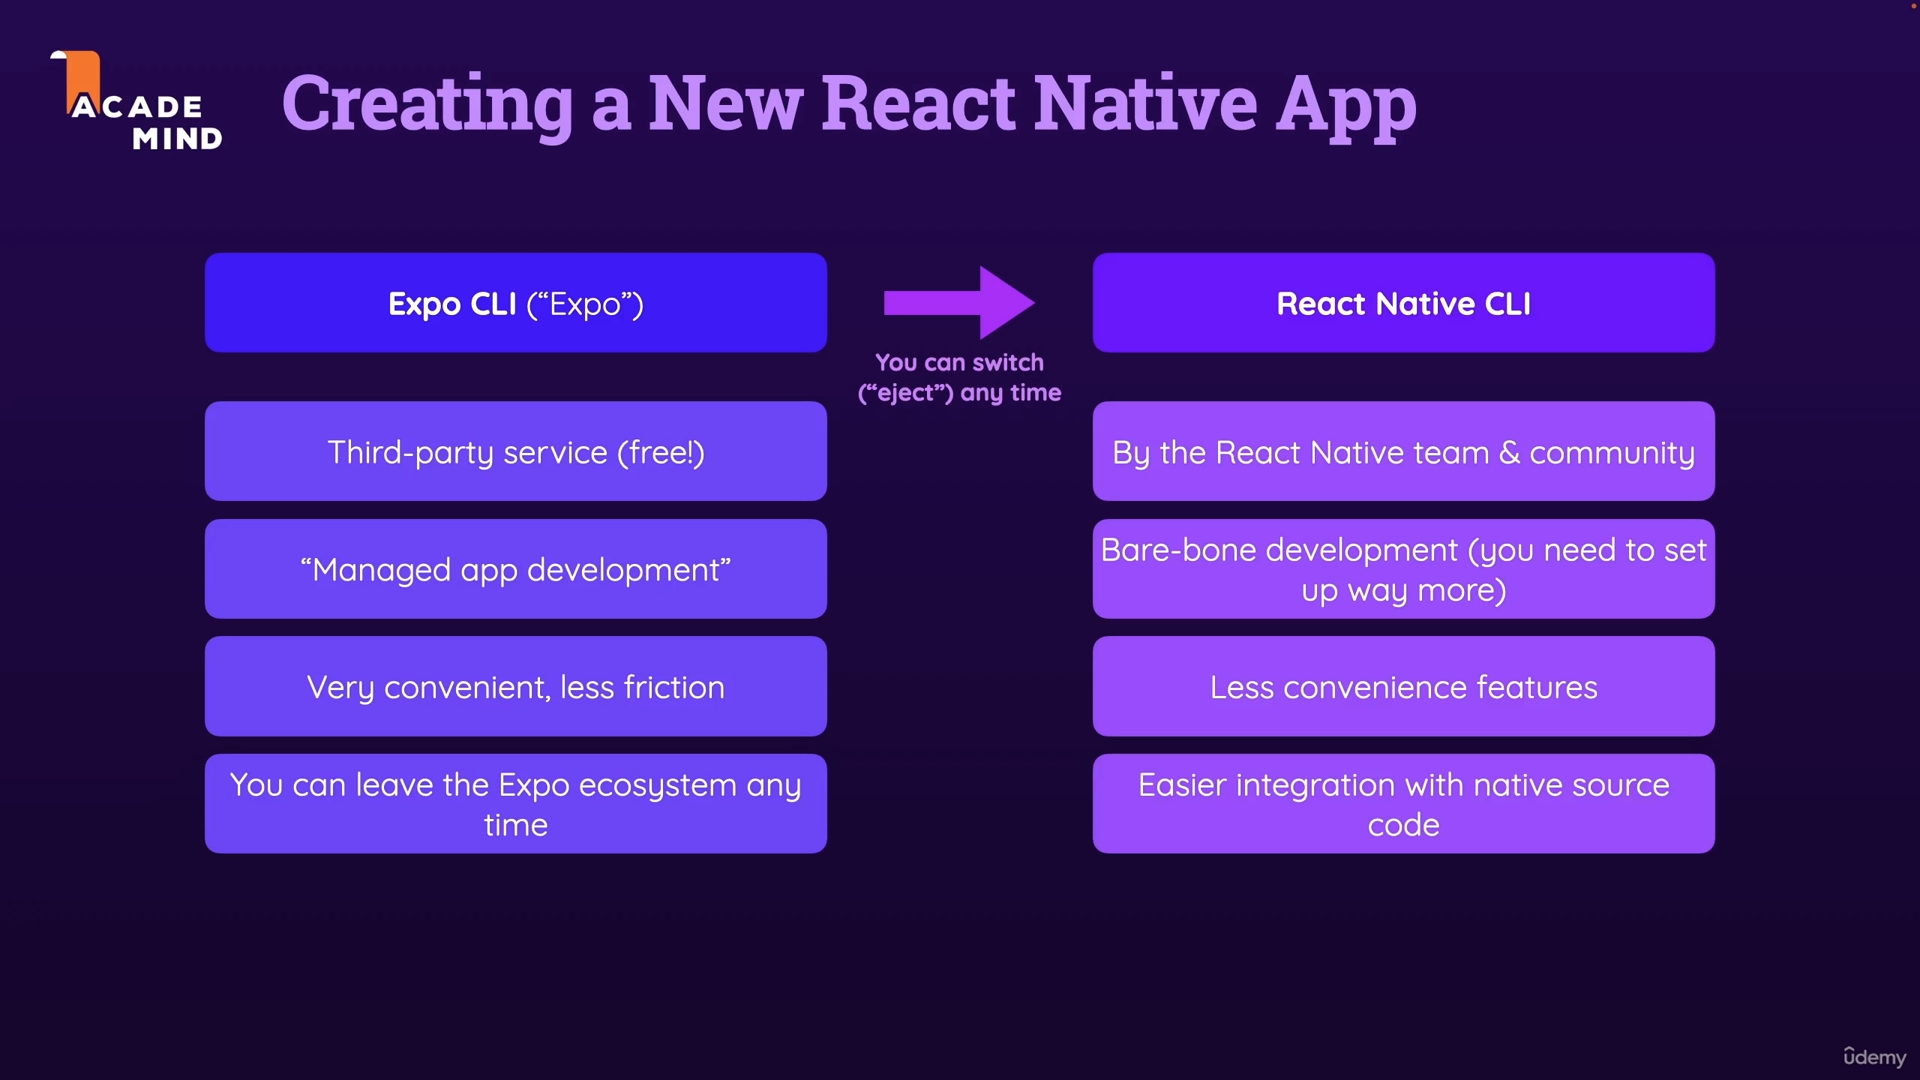 ACADE
MIND
Creating a New React Native App
Expo CLI (“Expo”)
You can switch
(“eject”) any time
React Native CLI
Third-party service (free!)
By the React Native team & community
“Managed app development”
Bare-bone development (you need to set
up way more)
Very convenient, less friction
Less convenience features
You can leave the Expo ecosystem any
time
Easier integration with native source
code
ûdemy